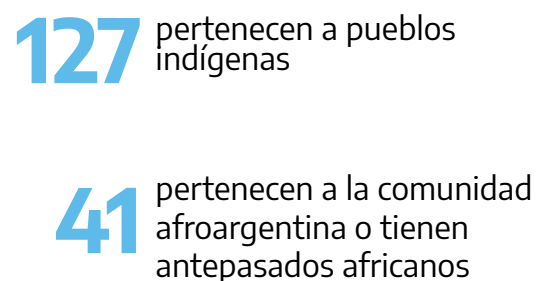 127 pertenecen a pueblos
indígenas
41 pertenecen a la comunidad
afroargentina o tienen
antepasados africanos